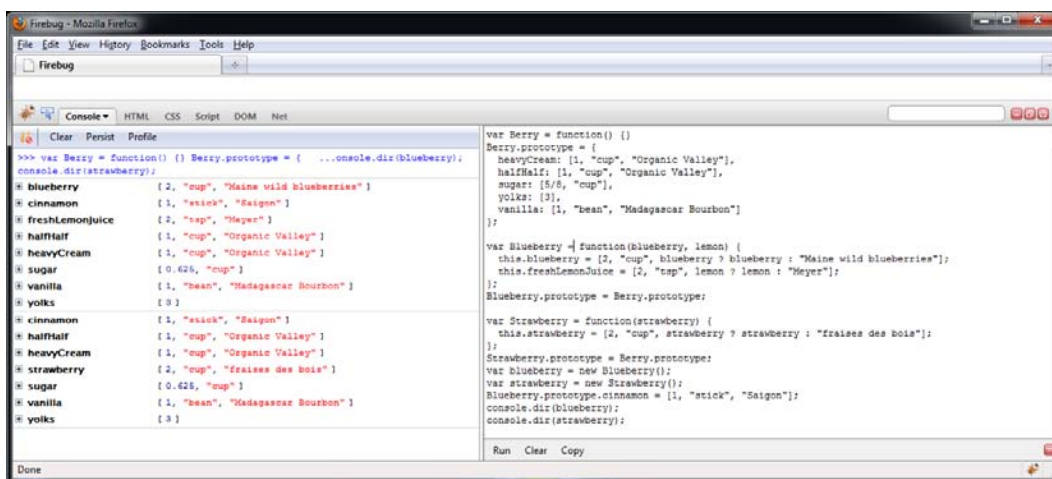 Firebug - Mozilla Firefox
File Edit View History Bookmarks Tools Help
Firebug
Console HTML CSS Script DOM Net
Clear Persist Profile
>>> var Berry = function() {} Berry.prototype = { ...onsole.dir(blueberry);
console.dir(strawberry);
blueberry [ 2, "cup", "Maine wild blueberries" ]
cinnamon [ 1, "stick", "Saigon" ]
freshLemonJuice [ 2, "tsp", "Meyer" ]
halfHalf [ 1, "cup", "Organic Valley" ]
heavyCream [ 1, "cup", "Organic Valley" ]
sugar [ 0.625, "cup" ]
vanilla [ 1, "bean", "Madagascar Bourbon" ]
yolks [ 3 ]
cinnamon [ 1, "stick", "Saigon" ]
halfHalf [ 1, "cup", "Organic Valley" ]
heavyCream [ 1, "cup", "Organic Valley" ]
strawberry [ 2, "cup", "fraises des bois" ]
sugar [ 0.625, "cup" ]
vanilla [ 1, "bean", "Madagascar Bourbon" ]
yolks [ 3 ]
var Berry = function() {}
Berry.prototype = {
heavyCream: [1, "cup", "Organic Valley"],
halfHalf: [1, "cup", "Organic Valley"],
sugar: [5/8, "cup"],
yolks: [3],
vanilla: [1, "bean", "Madagascar Bourbon"]
};
var Blueberry = function(blueberry, lemon) {
this.blueberry = [2, "cup", blueberry ? blueberry : "Maine wild blueberries"];
this.freshLemonJuice = [2, "tsp", lemon ? lemon : "Meyer"];
};
Blueberry.prototype = Berry.prototype;
var Strawberry = function(strawberry) {
this.strawberry = [2, "cup", strawberry ? strawberry : "fraises des bois"];
};
Strawberry.prototype = Berry.prototype;
var blueberry = new Blueberry();
var strawberry = new Strawberry();
Blueberry.prototype.cinnamon = [1, "stick", "Saigon"];
console.dir(blueberry);
console.dir(strawberry);
Run Clear Copy
Done